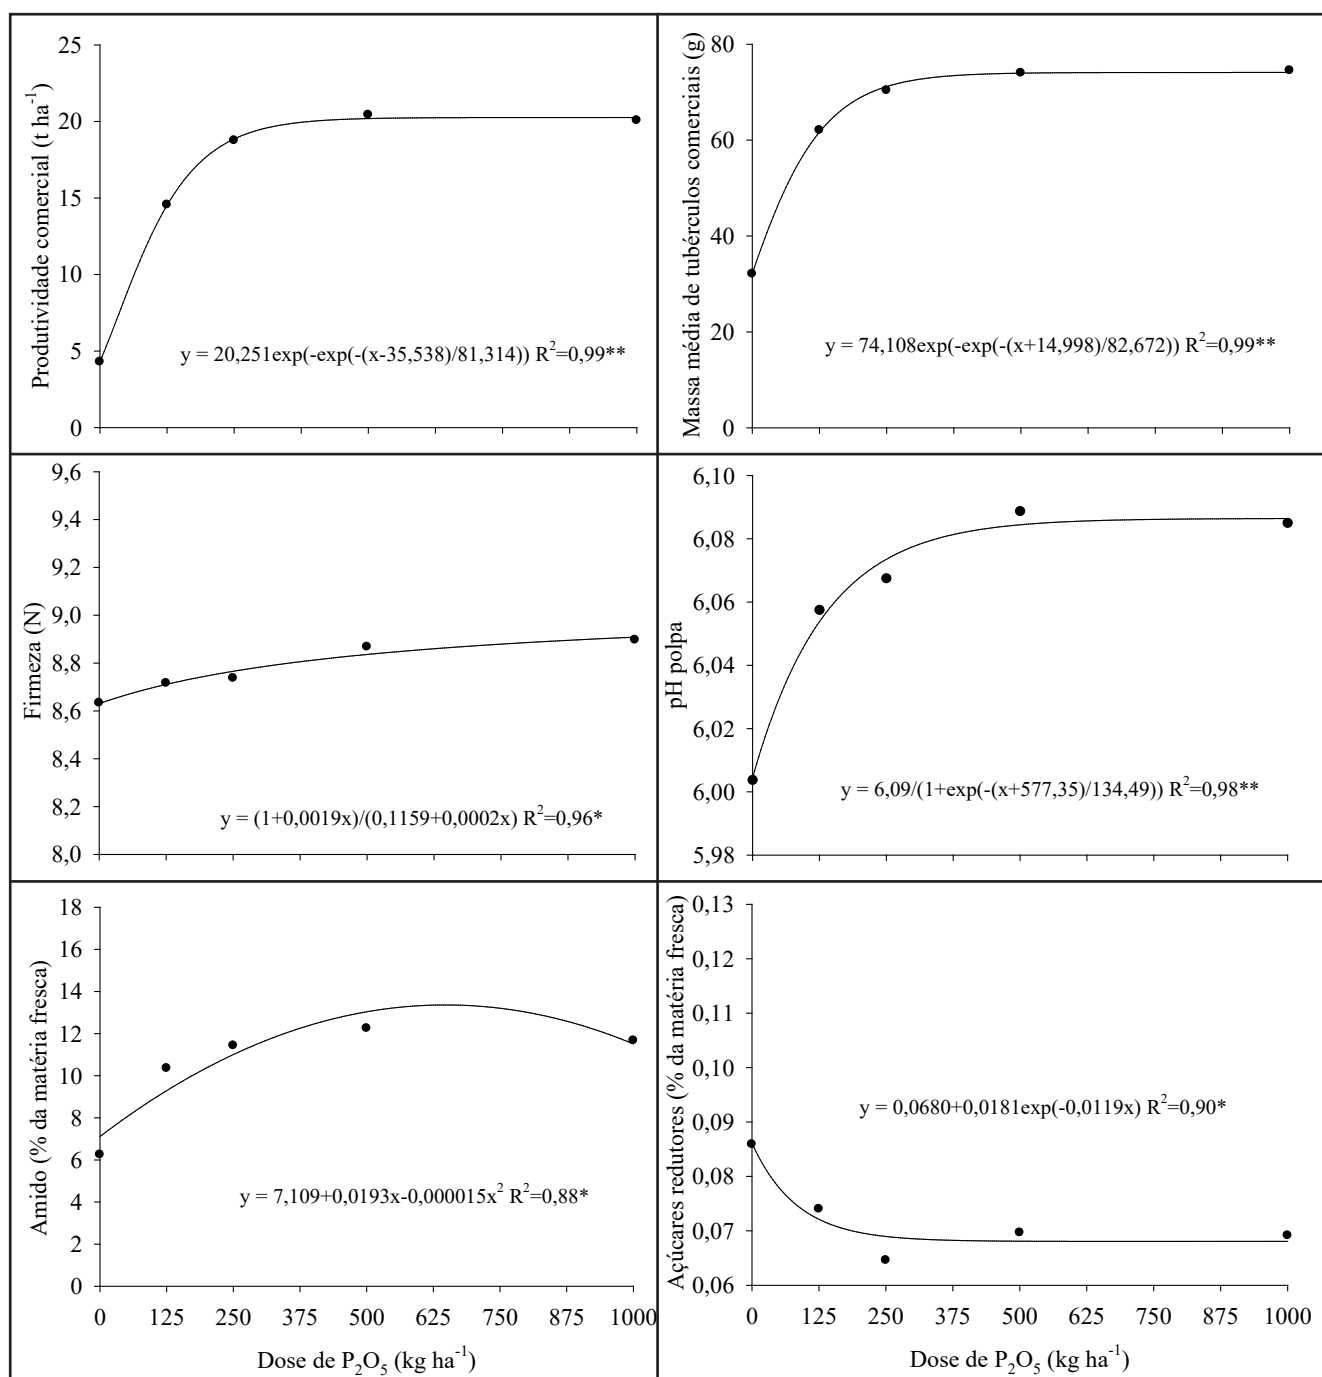 Produtividade comercial (t ha⁻¹)
25
20
15
10
5
0
y = 20,251exp(-exp(-(x-35,538)/81,314)) R²=0,99**
Massa média de tubérculos comerciais (g)
80
60
40
20
0
y = 74,108exp(-exp(-(x+14,998)/82,672)) R²=0,99**
Firmeza (N)
9,6
9,4
9,2
9,0
8,8
8,6
8,4
8,2
8,0
y = (1+0,0019x)/(0,1159+0,0002x) R²=0,96*
pH polpa
6,10
6,08
6,06
6,04
6,02
6,00
5,98
y = 6,09/(1+exp(-(x+577,35)/134,49)) R²=0,98**
Amido (% da matéria fresca)
18
16
14
12
10
8
6
4
2
0
y = 7,109+0,0193x-0,000015x² R²=0,88*
0 125 250 375 500 625 750 875 1000
Dose de P₂O₅ (kg ha⁻¹)
Açúcares redutores (% da matéria fresca)
0,13
0,12
0,11
0,10
0,09
0,08
0,07
0,06
y = 0,0680+0,0181exp(-0,0119x) R²=0,90*
0 125 250 375 500 625 750 875 1000
Dose de P₂O₅ (kg ha⁻¹)